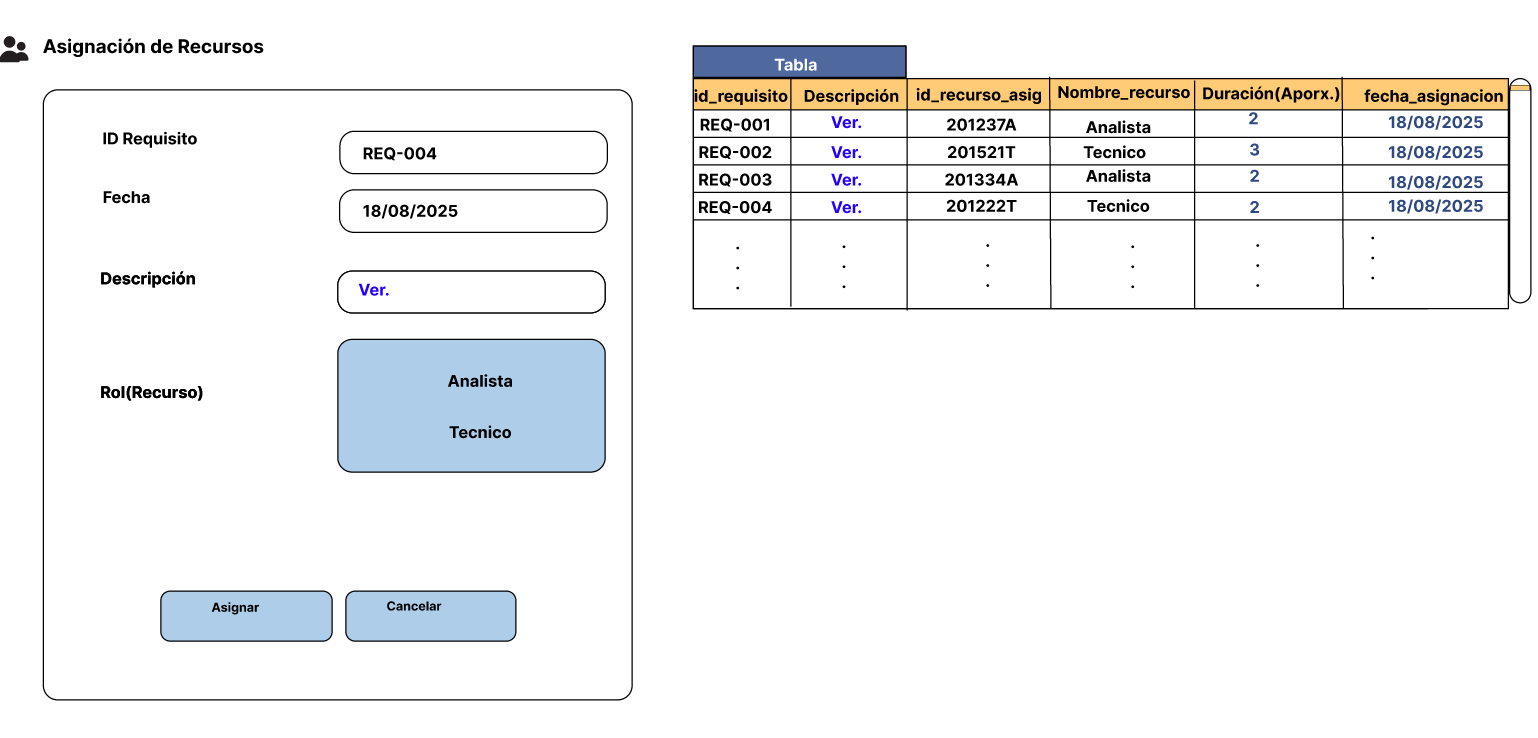 Asignación de Recursos
ID Requisito
REQ-004
Fecha
18/08/2025
Descripción
Ver.
Rol(Recurso)
Analista
Tecnico
Asignar Cancelar
Tabla
id_requisito Descripción id_recurso_asig Nombre_recurso Duración(Aporx.) fecha_asignacion
REQ-001 Ver. 201237A Analista 2 18/08/2025
REQ-002 Ver. 201521T Tecnico 3 18/08/2025
REQ-003 Ver. 201334A Analista 2 18/08/2025
REQ-004 Ver. 201222T Tecnico 2 18/08/2025
. . . . . .
. . . . . .
. . . . . .